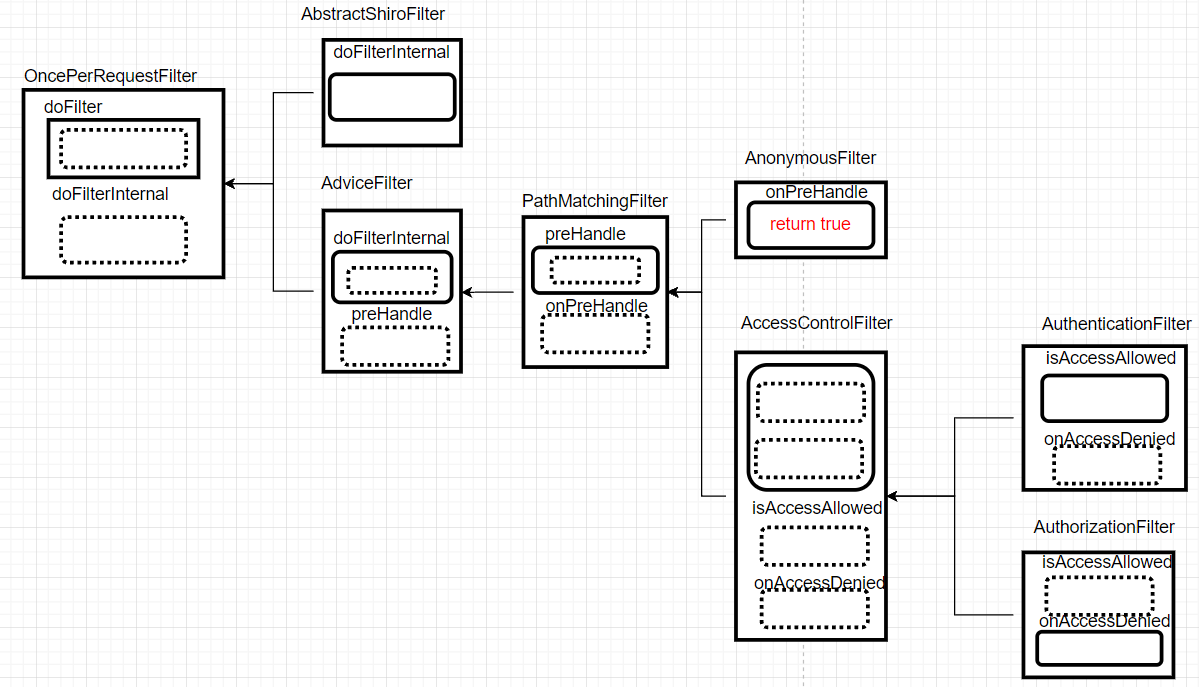 AbstractShiroFilter
doFilterInternal
OncePerRequestFilter
doFilter
doFilterInternal
AdviceFilter
doFilterInternal
preHandle
PathMatchingFilter
preHandle
onPreHandle
AnonymousFilter
onPreHandle
return true
AccessControlFilter
isAccessAllowed
onAccessDenied
AuthenticationFilter
isAccessAllowed
onAccessDenied
AuthorizationFilter
isAccessAllowed
onAccessDenied